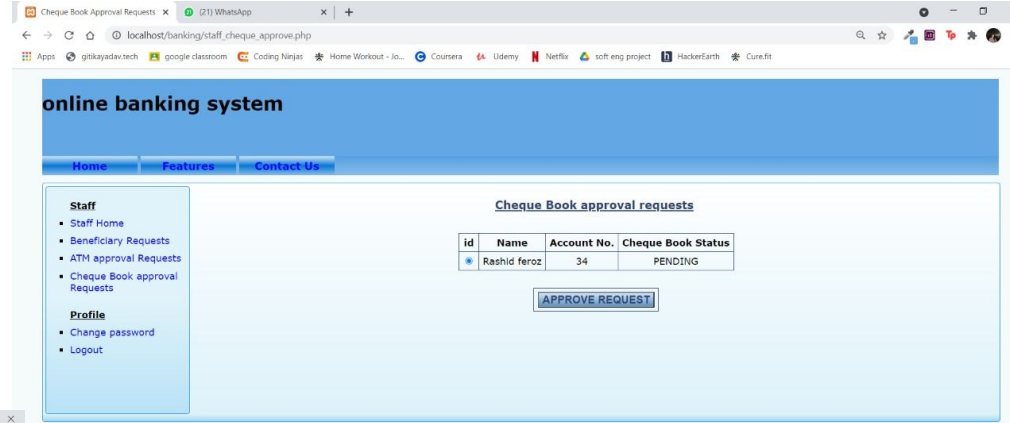 Cheque Book Approval Requests
(21) WhatsApp
localhost/banking/staff_cheque_approve.php
Apps gitikayadav.tech google classroom Coding Ninjas Home Workout - Jo... Coursera Udemy Netflix soft eng project HackerEarth Cure.fit
online banking system
Home Features Contact Us
Staff
Staff Home
Beneficiary Requests
ATM approval Requests
Cheque Book approval
Requests
Profile
Change password
Logout
Cheque Book approval requests
id Name Account No. Cheque Book Status
Rashid feroz 34 PENDING
APPROVE REQUEST